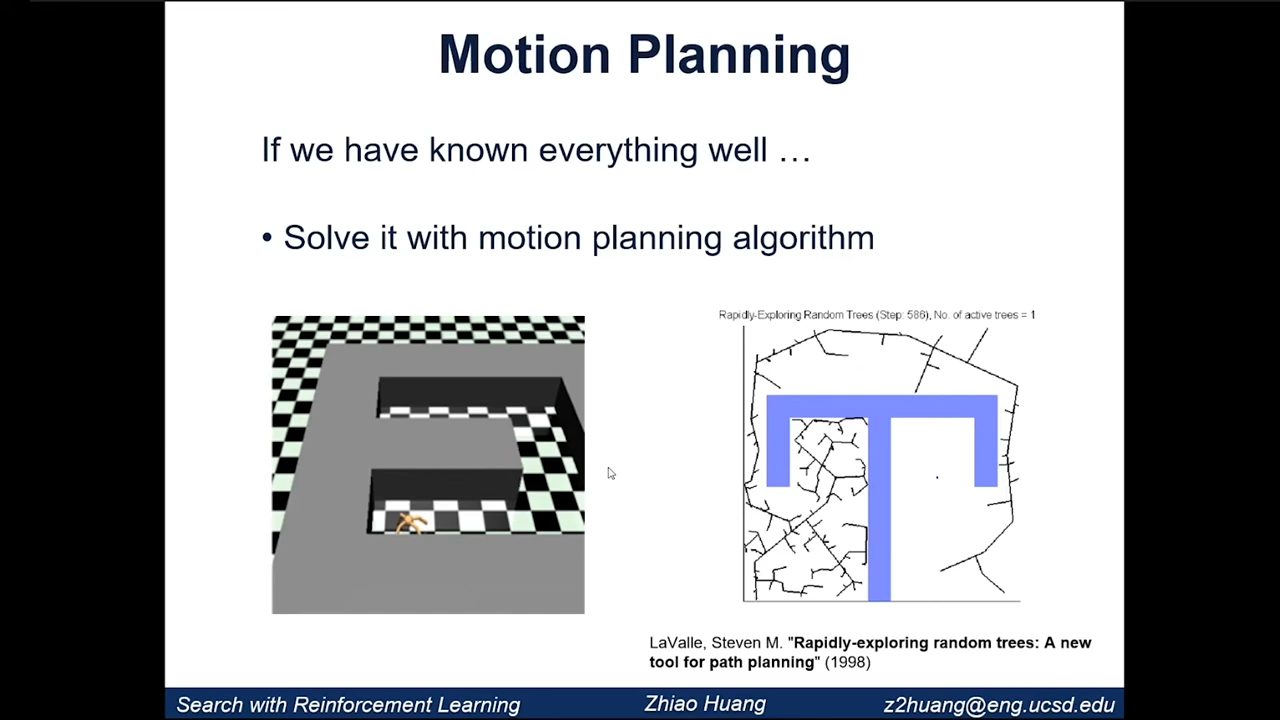 Motion Planning
If we have known everything well …
• Solve it with motion planning algorithm
Rapidly-Exploring Random Trees (Step: 586), No. of active trees = 1
LaValle, Steven M. "Rapidly-exploring random trees: A new
tool for path planning" (1998)
Search with Reinforcement Learning
Zhiao Huang
z2huang@eng.ucsd.edu